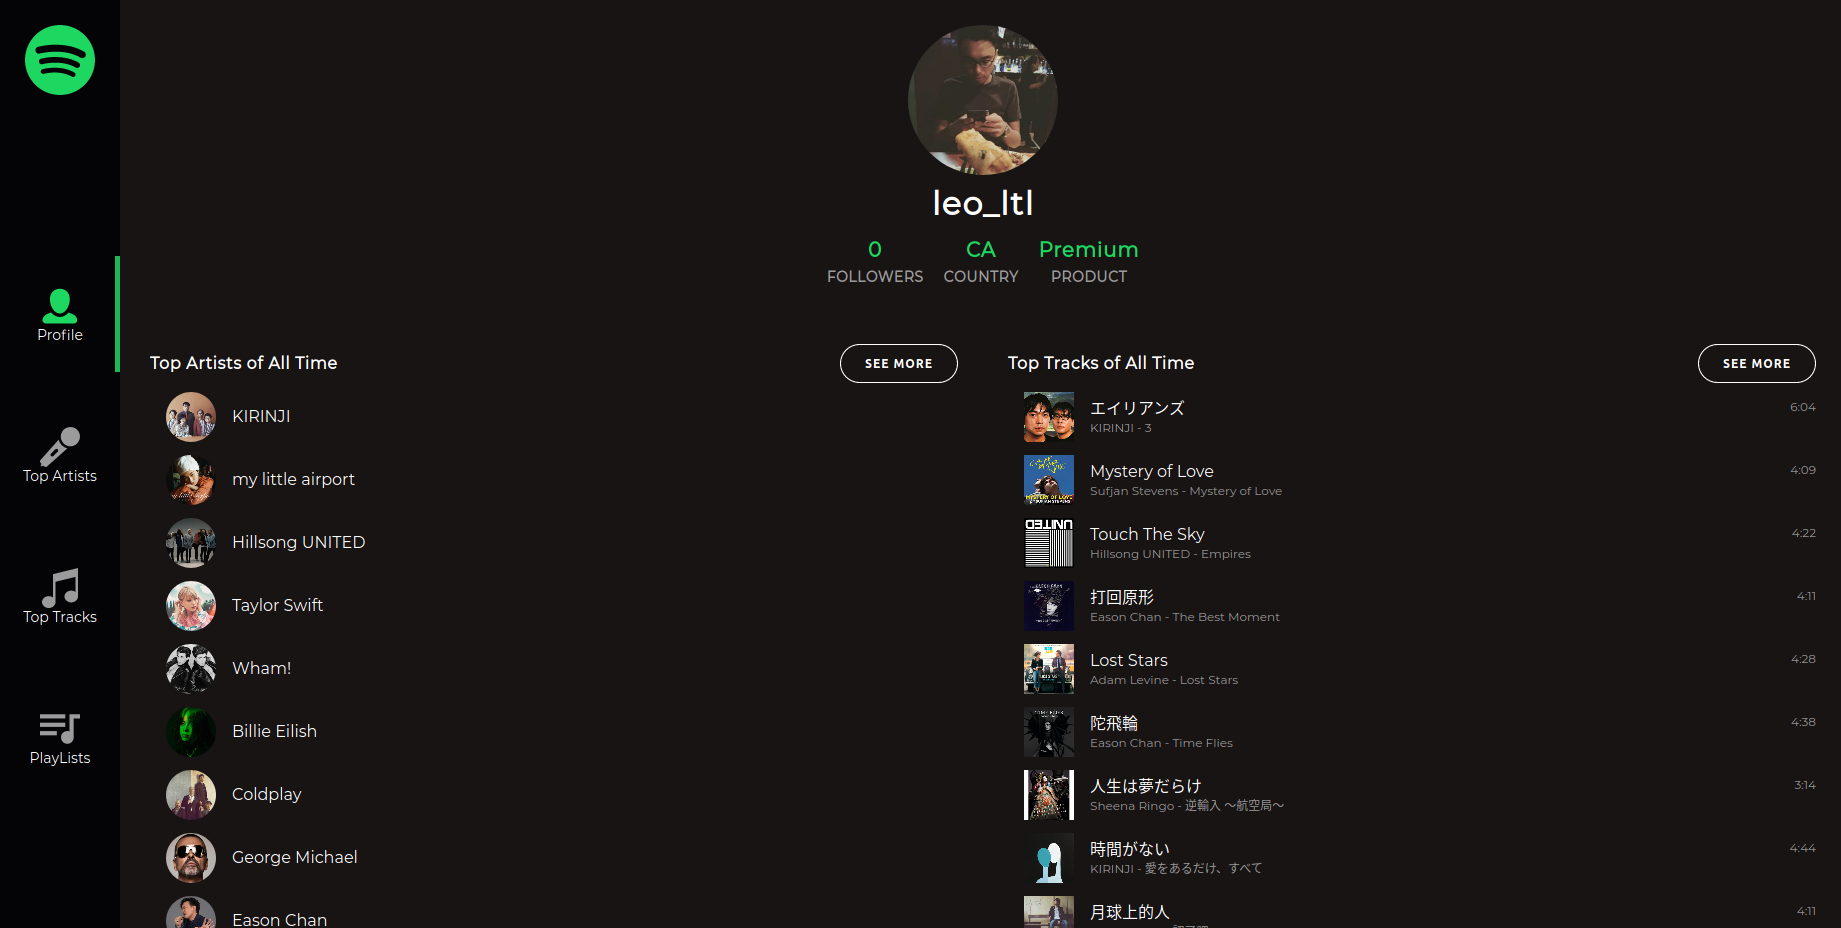 leo_ltl
0 CA Premium
FOLLOWERS COUNTRY PRODUCT
Profile
Top Artists
Top Tracks
PlayLists
Top Artists of All Time
SEE MORE
KIRINJI
my little airport
Hillsong UNITED
Taylor Swift
Wham!
Billie Eilish
Coldplay
George Michael
Eason Chan
Top Tracks of All Time
SEE MORE
エイリアンズ 6:04
KIRINJI - 3
Mystery of Love 4:09
Sufjan Stevens - Mystery of Love
Touch The Sky 4:22
Hillsong UNITED - Empires
打回原形 4:11
Eason Chan - The Best Moment
Lost Stars 4:28
Adam Levine - Lost Stars
陀飛輪 4:38
Eason Chan - Time Flies
人生は夢だらけ 3:14
Sheena Ringo - 逆輸入 〜航空局〜
時間がない 4:44
KIRINJI - 愛をあるだけ、すべて
月球上的人 4:11
UNITED
MYSTERY OF LOVE